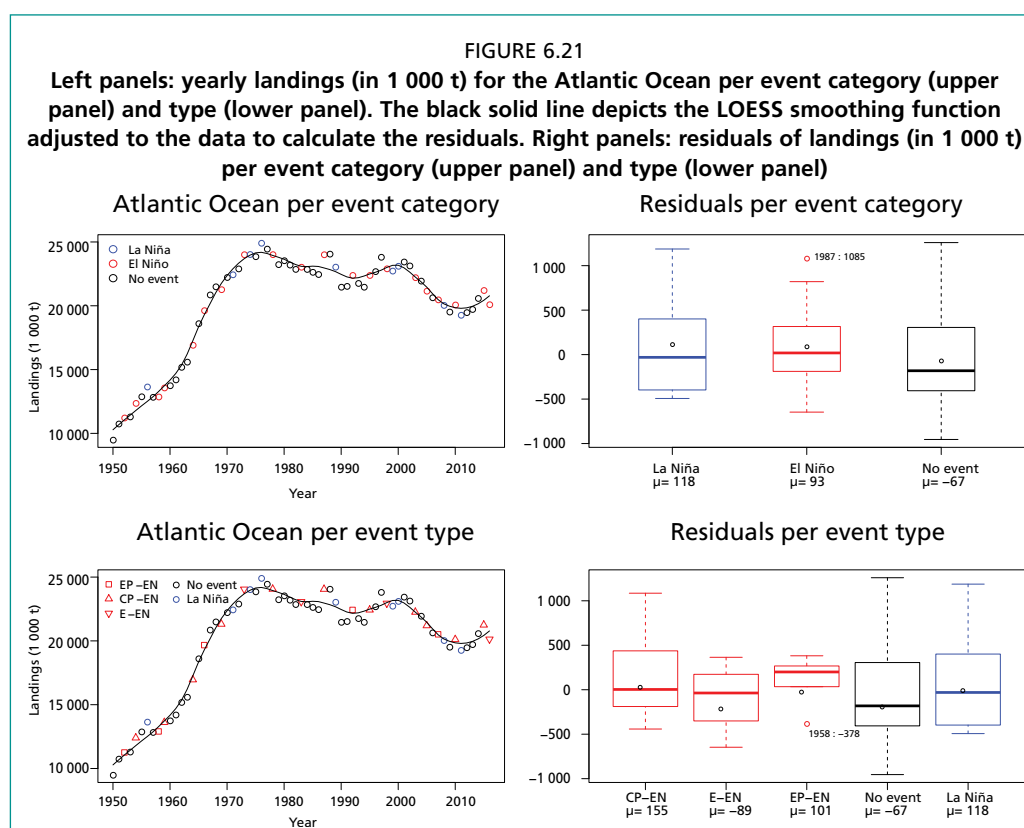 FIGURE 6.21
Left panels: yearly landings (in 1 000 t) for the Atlantic Ocean per event category (upper
panel) and type (lower panel). The black solid line depicts the LOESS smoothing function
adjusted to the data to calculate the residuals. Right panels: residuals of landings (in 1 000 t)
per event category (upper panel) and type (lower panel)
Atlantic Ocean per event category
25 000
20 000
15 000
10 000
Landings (1 000 t)
La Niña
El Niño
No event
1950 1960 1970 1980 1990 2000 2010
Year
Residuals per event category
1 000
500
0
−500
−1 000
1987 : 1085
La Niña El Niño No event
μ= 118 μ= 93 μ= −67
Atlantic Ocean per event type
25 000
20 000
15 000
10 000
Landings (1 000 t)
EP −EN No event
CP −EN La Niña
E−EN
1950 1960 1970 1980 1990 2000 2010
Year
Residuals per event type
1 000
500
0
−500
−1 000
1958 : −378
CP−EN E−EN EP−EN No event La Niña
μ= 155 μ= −89 μ= 101 μ= −67 μ= 118